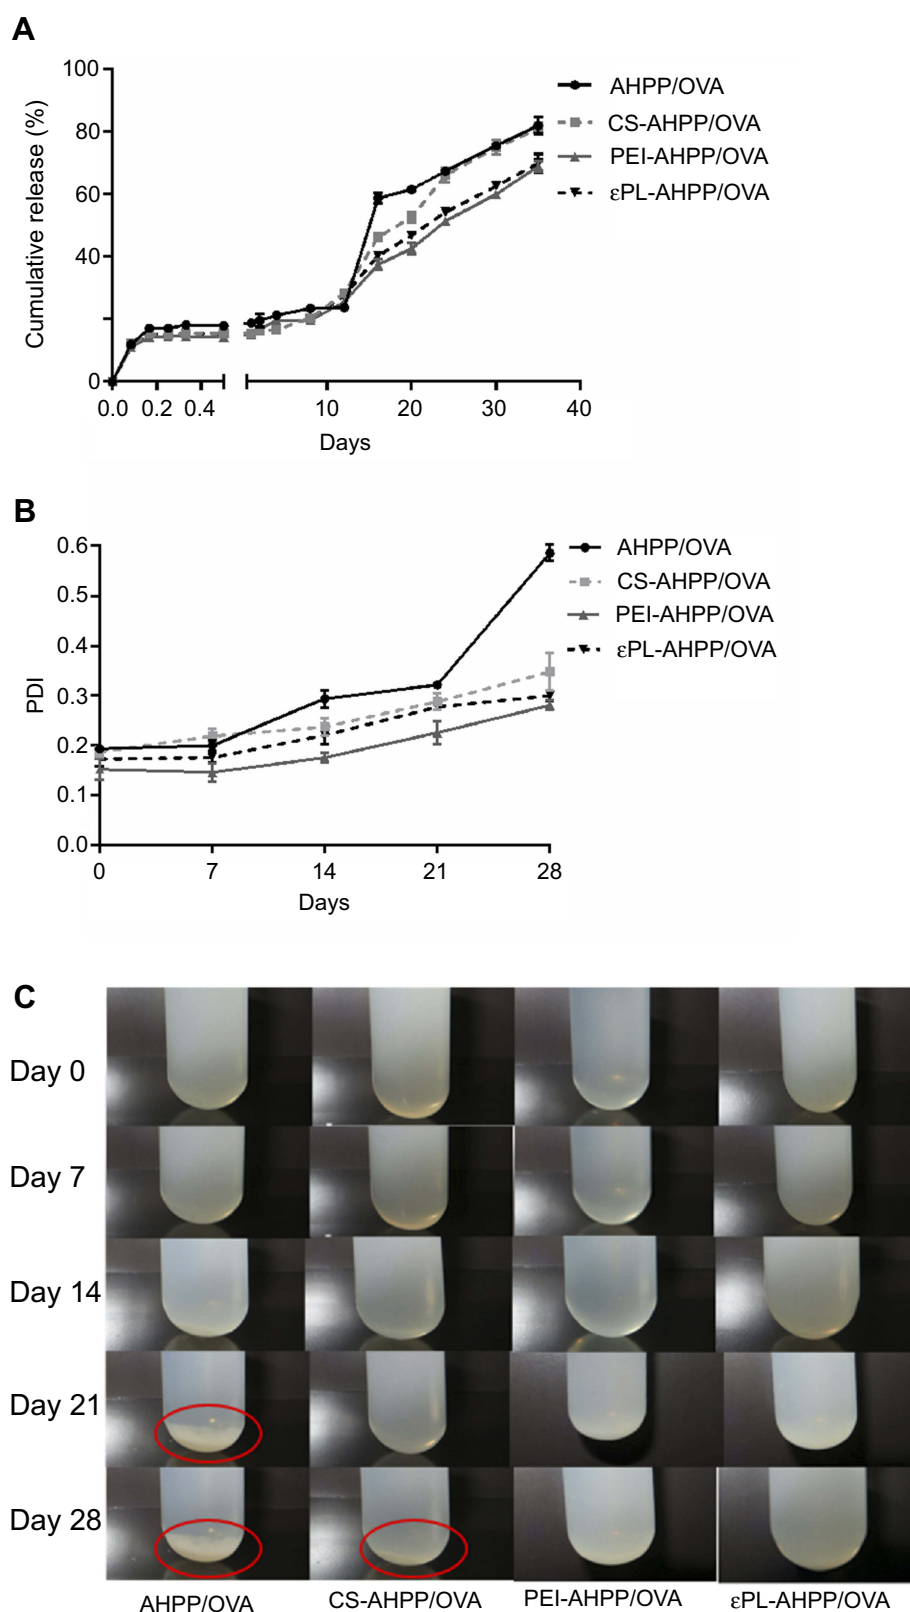 A
Cumulative release (%)
100
80
60
40
0
0.0 0.2 0.4 10 20 30 40
Days
AHPP/OVA
CS-AHPP/OVA
PEI-AHPP/OVA
εPL-AHPP/OVA
B
PDI
0.6
0.5
0.4
0.3
0.2
0.1
0.0
0 7 14 21 28
Days
AHPP/OVA
CS-AHPP/OVA
PEI-AHPP/OVA
εPL-AHPP/OVA
C
Day 0
Day 7
Day 14
Day 21
Day 28
AHPP/OVA CS-AHPP/OVA PEI-AHPP/OVA εPL-AHPP/OVA